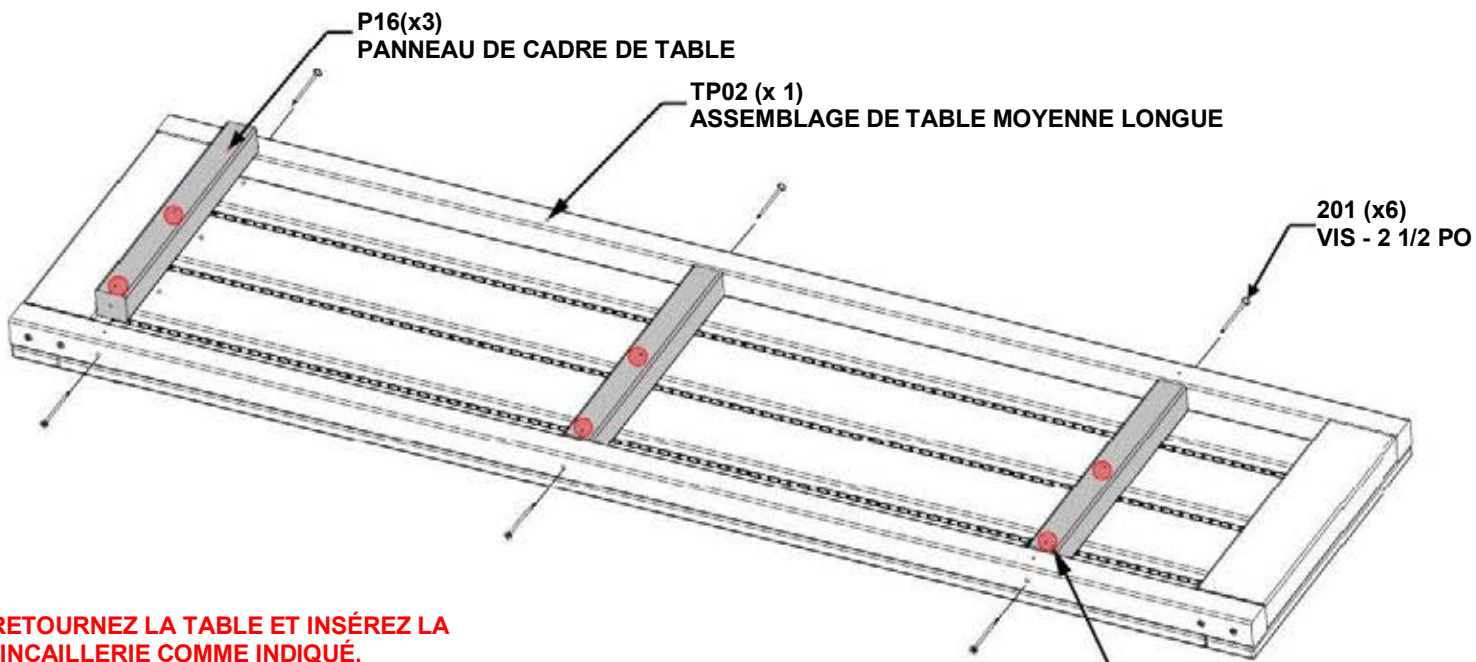 P16(x3)
PANNEAU DE CADRE DE TABLE
TP02 (x 1)
ASSEMBLAGE DE TABLE MOYENNE LONGUE
201 (x6)
VIS - 2 1/2 PO
RETOURNEZ LA TABLE ET INSÉREZ LA
INCAILLERIE COMME INDIQUÉ.